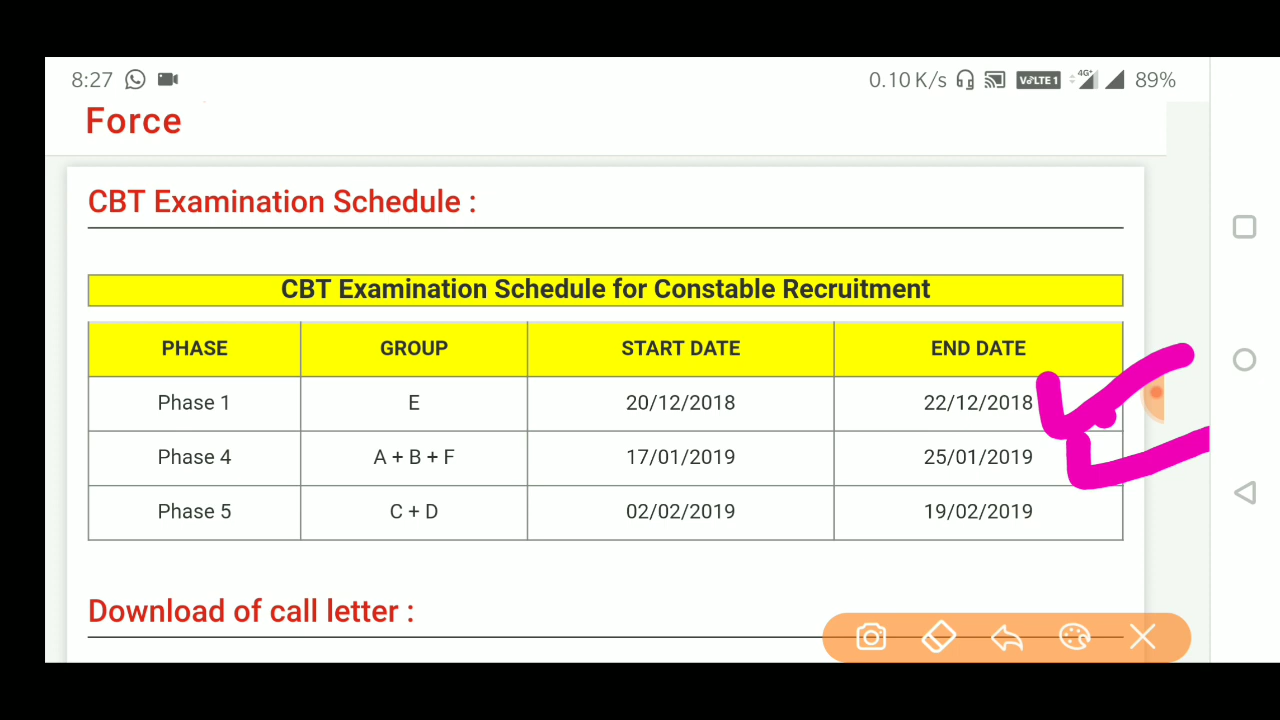 8:27 0.10 K/s VoLTE 1 4G+ 89%
Force
CBT Examination Schedule :
CBT Examination Schedule for Constable Recruitment
PHASE GROUP START DATE END DATE
Phase 1 E 20/12/2018 22/12/2018
Phase 4 A + B + F 17/01/2019 25/01/2019
Phase 5 C + D 02/02/2019 19/02/2019
Download of call letter :